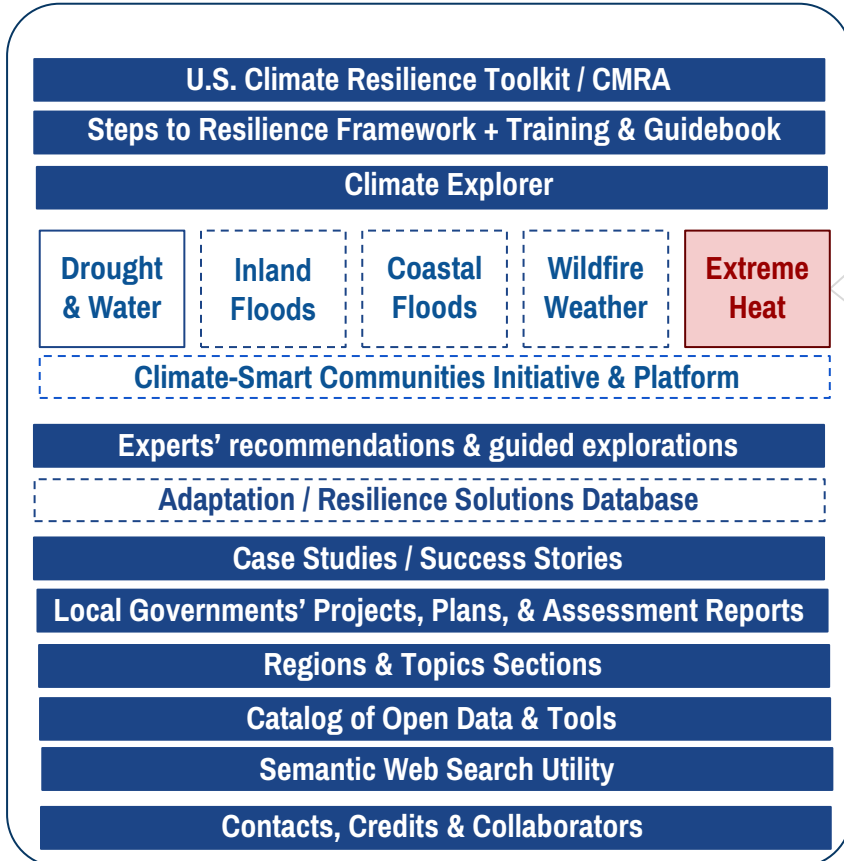 U.S. Climate Resilience Toolkit / CMRA
Steps to Resilience Framework + Training & Guidebook
Climate Explorer
Drought
& Water
Inland
Floods
Coastal
Floods
Wildfire
Weather
Extreme
Heat
Climate-Smart Communities Initiative & Platform
Experts’ recommendations & guided explorations
Adaptation / Resilience Solutions Database
Case Studies / Success Stories
Local Governments’ Projects, Plans, & Assessment Reports
Regions & Topics Sections
Catalog of Open Data & Tools
Semantic Web Search Utility
Contacts, Credits & Collaborators